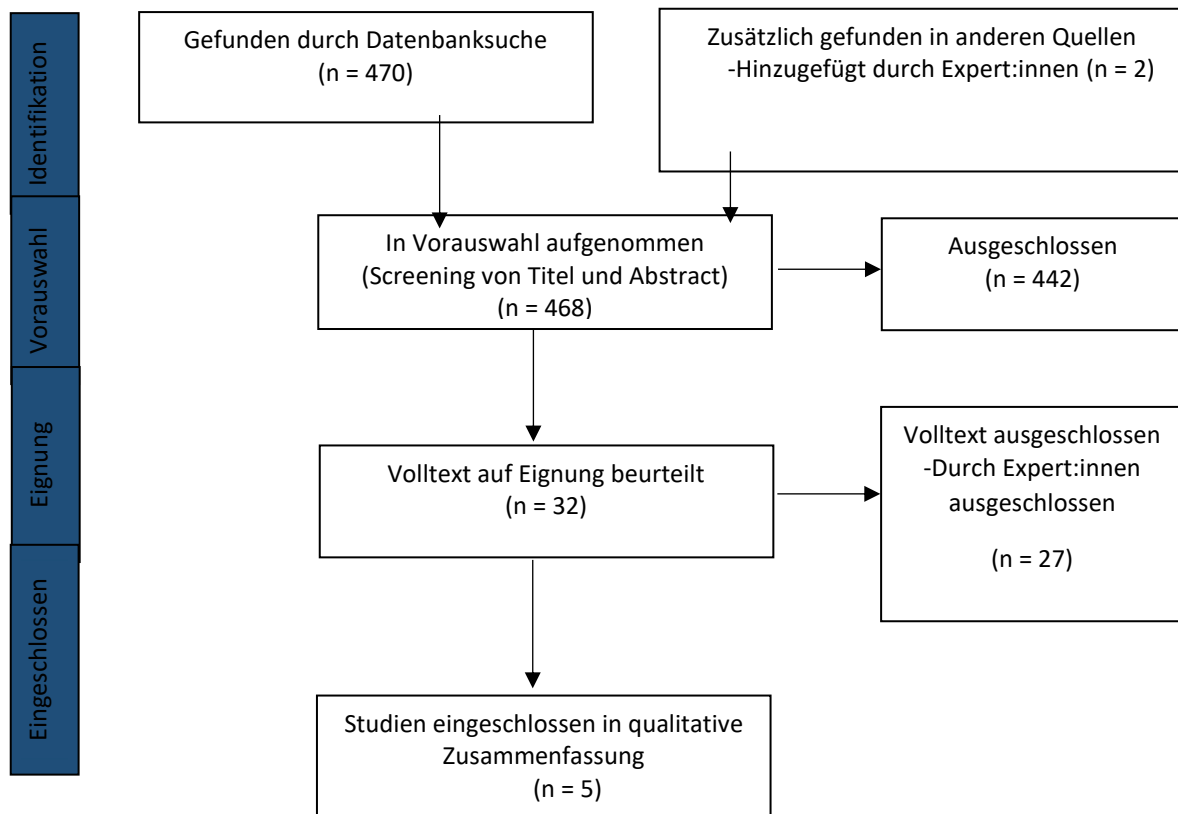 Identifikation
Gefunden durch Datenbanksuche
(n = 470)
Zusätzlich gefunden in anderen Quellen
-Hinzugefügt durch Expert:innen (n = 2)
Vorauswahl
In Vorauswahl aufgenommen
(Screening von Titel und Abstract)
(n = 468)
Ausgeschlossen
(n = 442)
Eignung
Volltext auf Eignung beurteilt
(n = 32)
Volltext ausgeschlossen
-Durch Expert:innen
ausgeschlossen
(n = 27)
Eingeschlossen
Studien eingeschlossen in qualitative
Zusammenfassung
(n = 5)